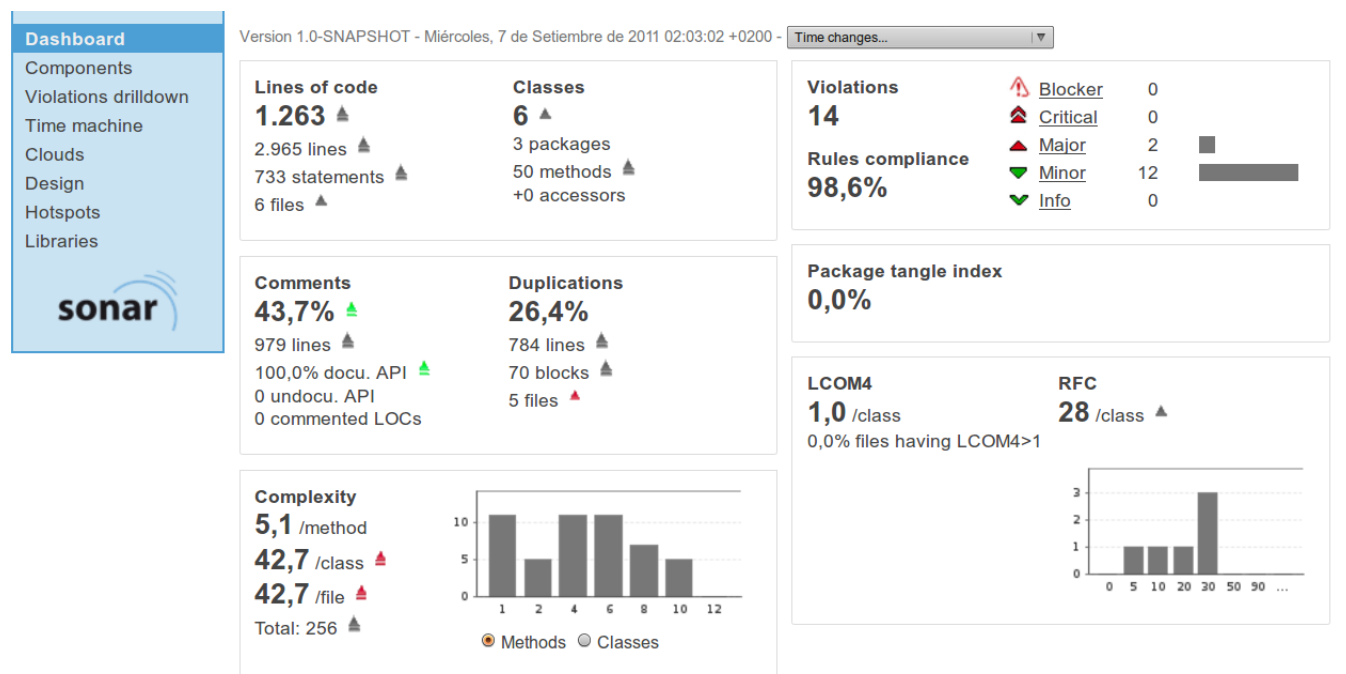 Dashboard
Components
Violations drilldown
Time machine
Clouds
Design
Hotspots
Libraries
sonar
Version 1.0-SNAPSHOT - Miércoles, 7 de Setiembre de 2011 02:03:02 +0200 - Time changes...
Lines of code
1.263
2.965 lines
733 statements
6 files
Classes
6
3 packages
50 methods
+0 accessors
Comments
43,7%
979 lines
100,0% docu. API
0 undocu. API
0 commented LOCs
Duplications
26,4%
784 lines
70 blocks
5 files
Complexity
5,1 /method
42,7 /class
42,7 /file
Total: 256
10
5
0
1 2 4 6 8 10 12
Methods Classes
Violations
14
Rules compliance
98,6%
Blocker 0
Critical 0
Major 2
Minor 12
Info 0
Package tangle index
0,0%
LCOM4
1,0 /class
0,0% files having LCOM4>1
RFC
28 /class
3
2
1
0
0 5 10 20 30 50 90 ...